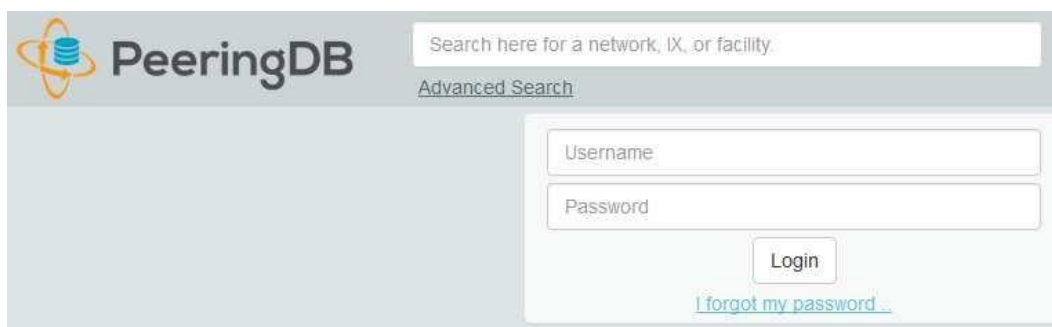 PeeringDB
Search here for a network, IX, or facility.
Advanced Search
Username
Password
Login
I forgot my password ..